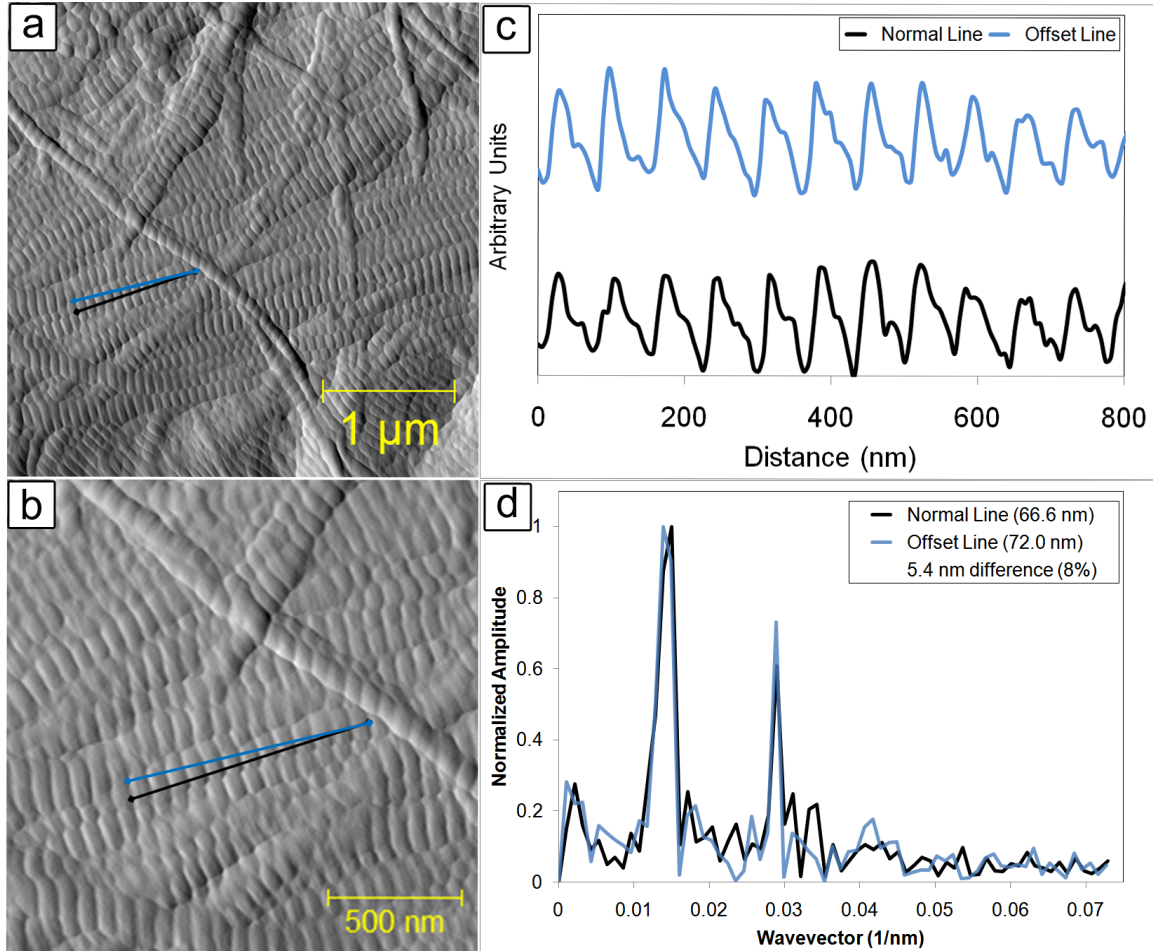 a
1 µm
b
500 nm
c
Normal Line
Offset Line
Arbitrary Units
0
200
400
600
800
Distance (nm)
d
Normal Line (66.6 nm)
Offset Line (72.0 nm)
5.4 nm difference (8%)
Normalized Amplitude
1
0.8
0.6
0.4
0.2
0
0
0.01
0.02
0.03
0.04
0.05
0.06
0.07
Wavevector (1/nm)